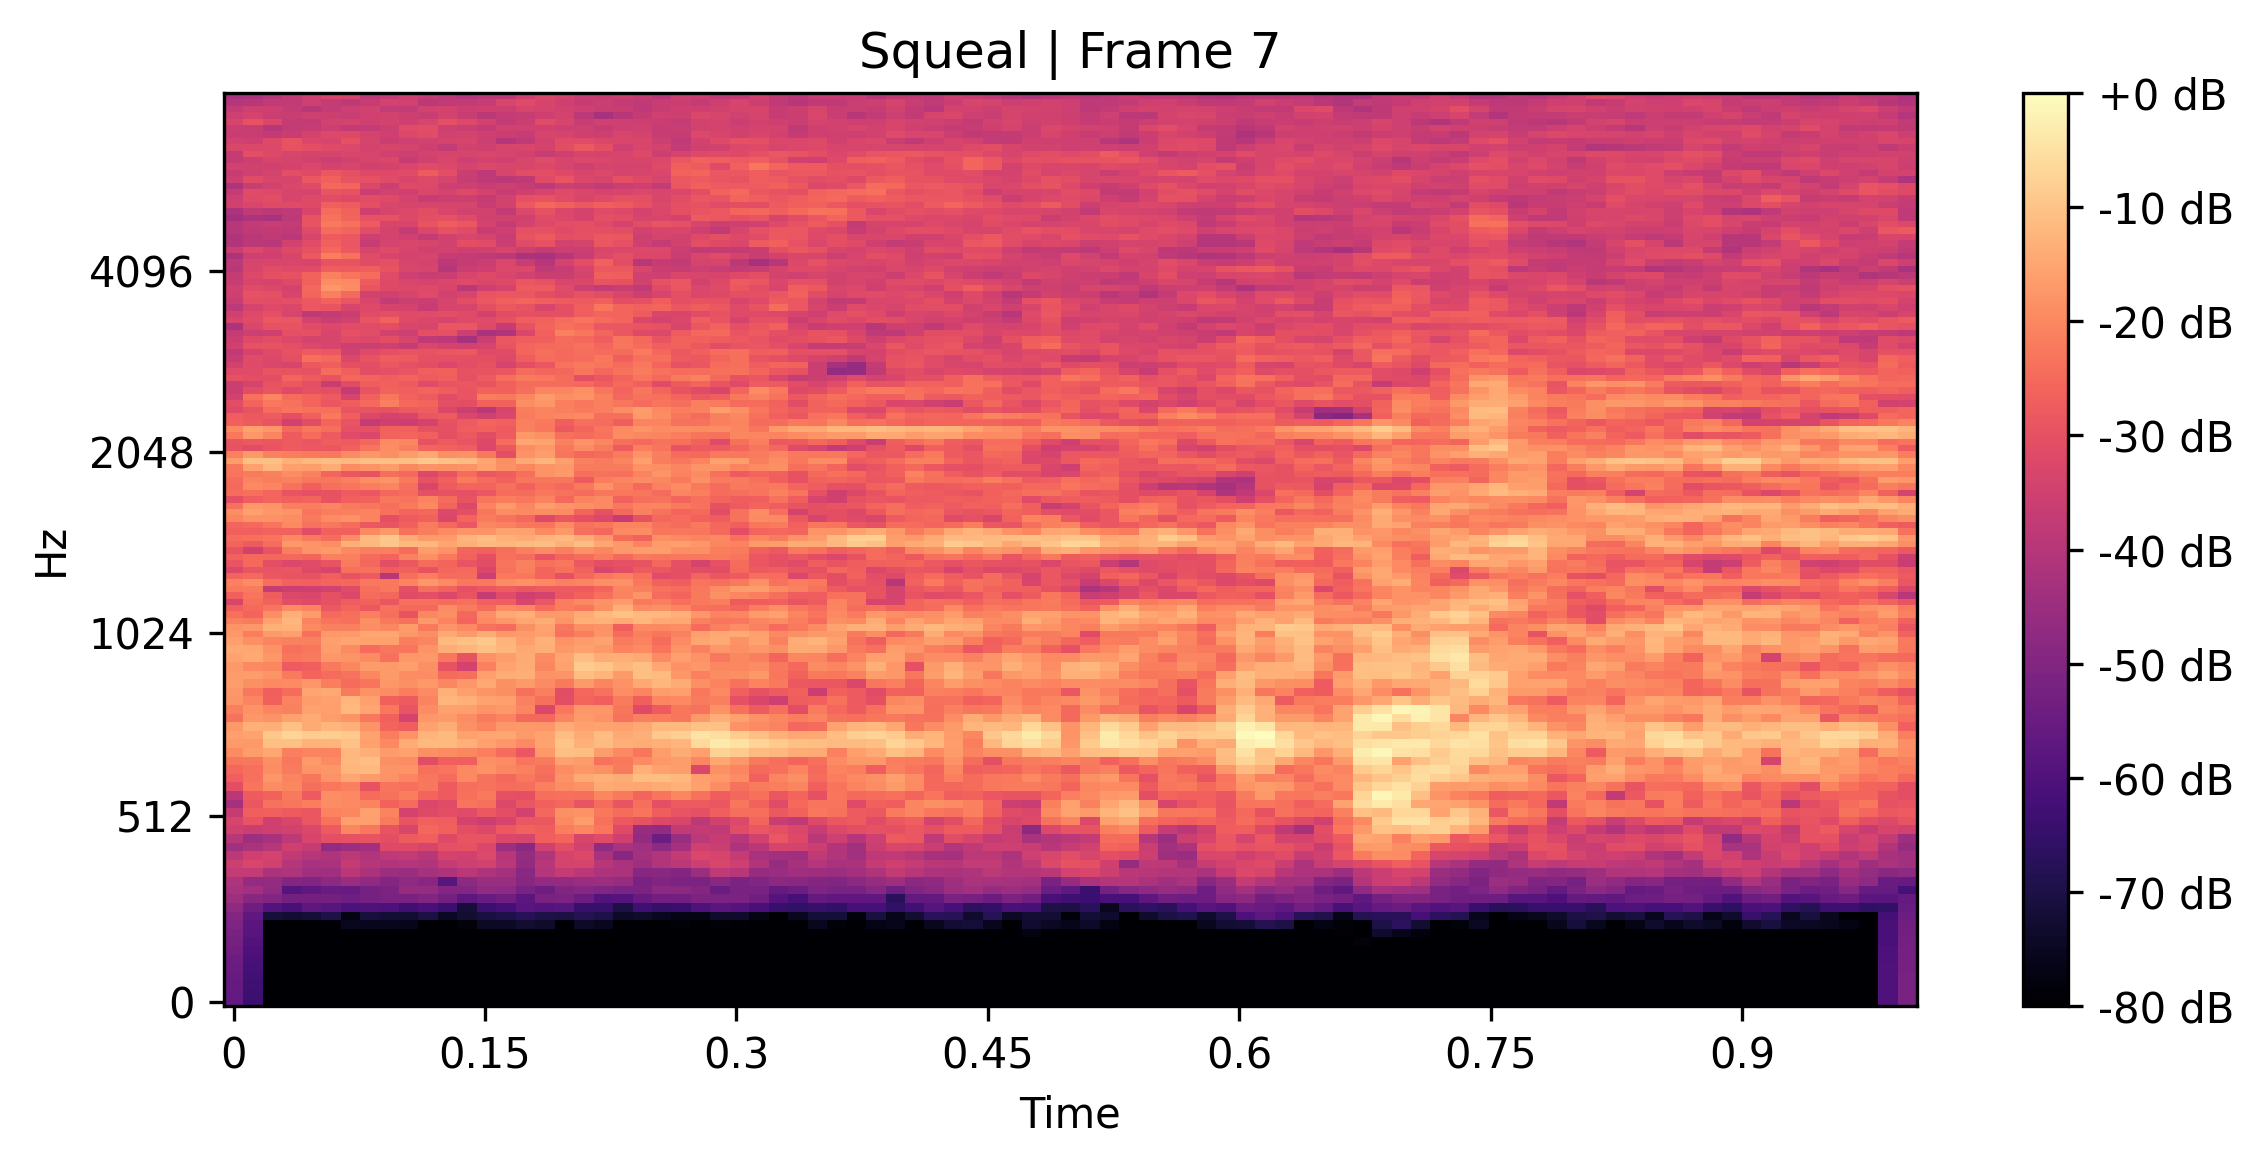 Squeal | Frame 7
+0 dB
-10 dB
-20 dB
-30 dB
-40 dB
-50 dB
-60 dB
-70 dB
-80 dB
Hz
4096
2048
1024
512
0
0 0.15 0.3 0.45 0.6 0.75 0.9
Time